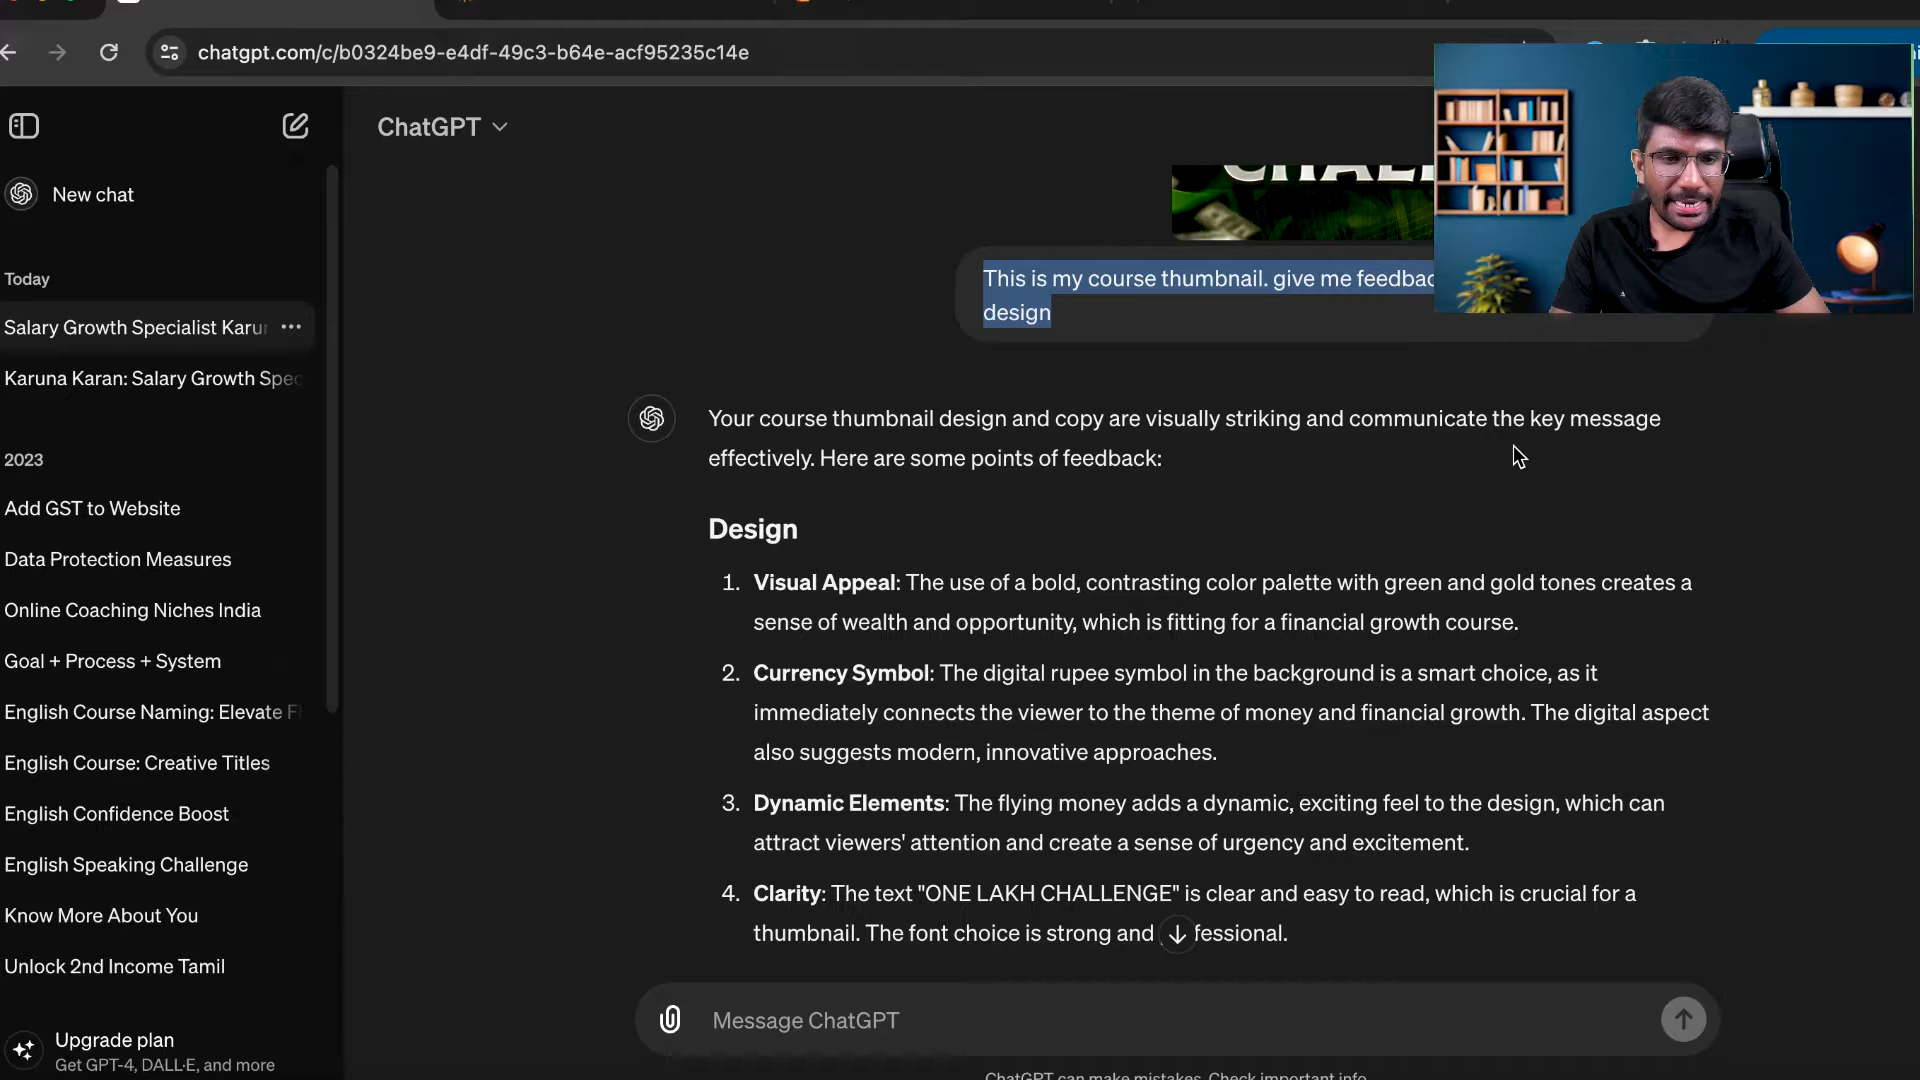 chatgpt.com/c/b0324be9-e4df-49c3-b64e-acf95235c14e
ChatGPT
New chat
Today
Salary Growth Specialist Karu
Karuna Karan: Salary Growth Spec
2023
Add GST to Website
Data Protection Measures
Online Coaching Niches India
Goal + Process + System
English Course Naming: Elevate
English Course: Creative Titles
English Confidence Boost
English Speaking Challenge
Know More About You
Unlock 2nd Income Tamil
Upgrade plan
Get GPT-4, DALL·E, and more
This is my course thumbnail. give me feedbac
design
Your course thumbnail design and copy are visually striking and communicate the key message
effectively. Here are some points of feedback:
Design
1. Visual Appeal: The use of a bold, contrasting color palette with green and gold tones creates a
sense of wealth and opportunity, which is fitting for a financial growth course.
2. Currency Symbol: The digital rupee symbol in the background is a smart choice, as it
immediately connects the viewer to the theme of money and financial growth. The digital aspect
also suggests modern, innovative approaches.
3. Dynamic Elements: The flying money adds a dynamic, exciting feel to the design, which can
attract viewers' attention and create a sense of urgency and excitement.
4. Clarity: The text "ONE LAKH CHALLENGE" is clear and easy to read, which is crucial for a
thumbnail. The font choice is strong and fessional.
Message ChatGPT
ChatGPT can make mistakes. Check important info.